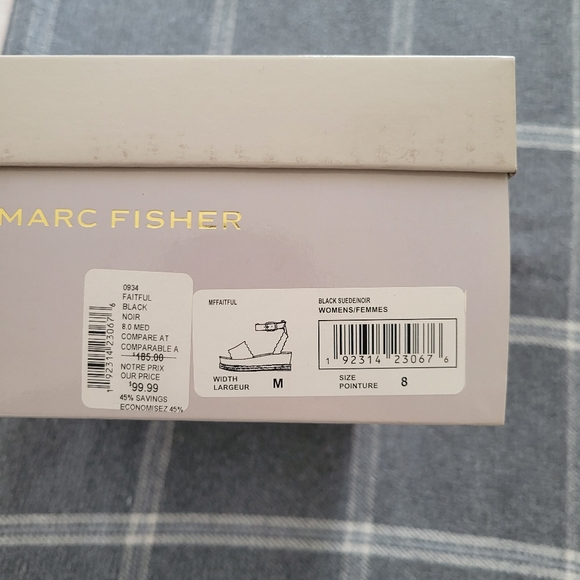 MARC FISHER
0934
FAITFUL
BLACK
NOIR
8.0 MED
COMPARE AT
COMPARABLE A
$185.00
NOTRE PRIX
OUR PRICE
$99.99
45% SAVINGS
ECONOMISEZ 45%
192314230676
MFFAITFUL
WIDTH
LARGEUR M
BLACK SUEDE/NOIR
WOMENS/FEMMES
1 92314 23067 6
SIZE
POINTURE 8